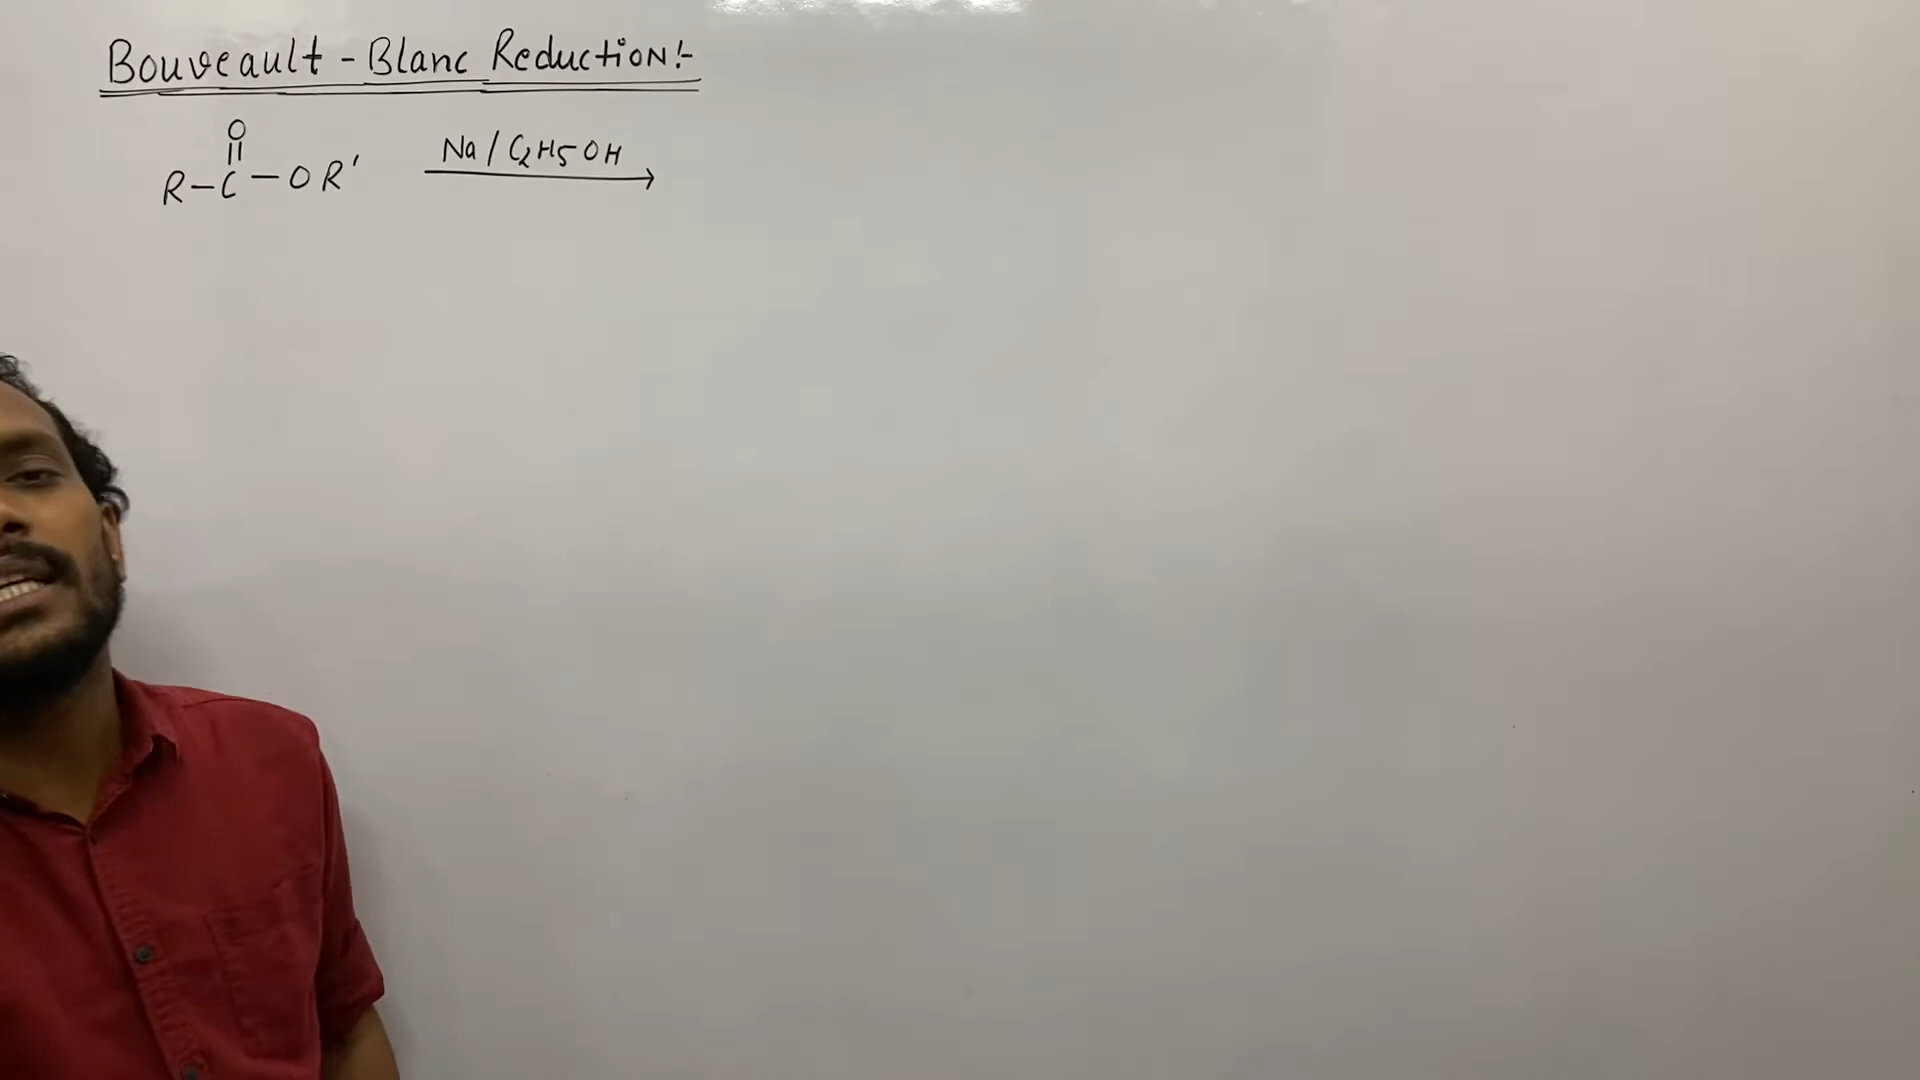 Bouveault - Blanc Reduction:-
O
||
R-C-OR' Na/C2H5OH →